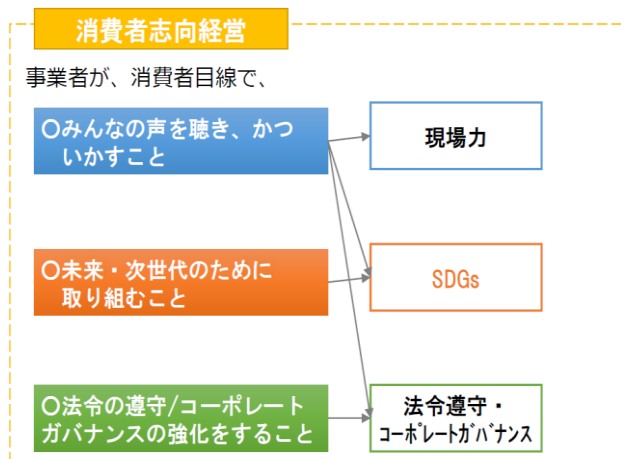 消費者志向経営
事業者が、消費者目線で、
〇みんなの声を聴き、かつ
いかすこと
現場力
〇未来・次世代のために
取り組むこと
SDGs
〇法令の遵守/コーポレート
ガバナンスの強化をすること
法令遵守・
ｺｰﾎﾟﾚｰﾄｶﾞﾊﾞﾅﾝｽ